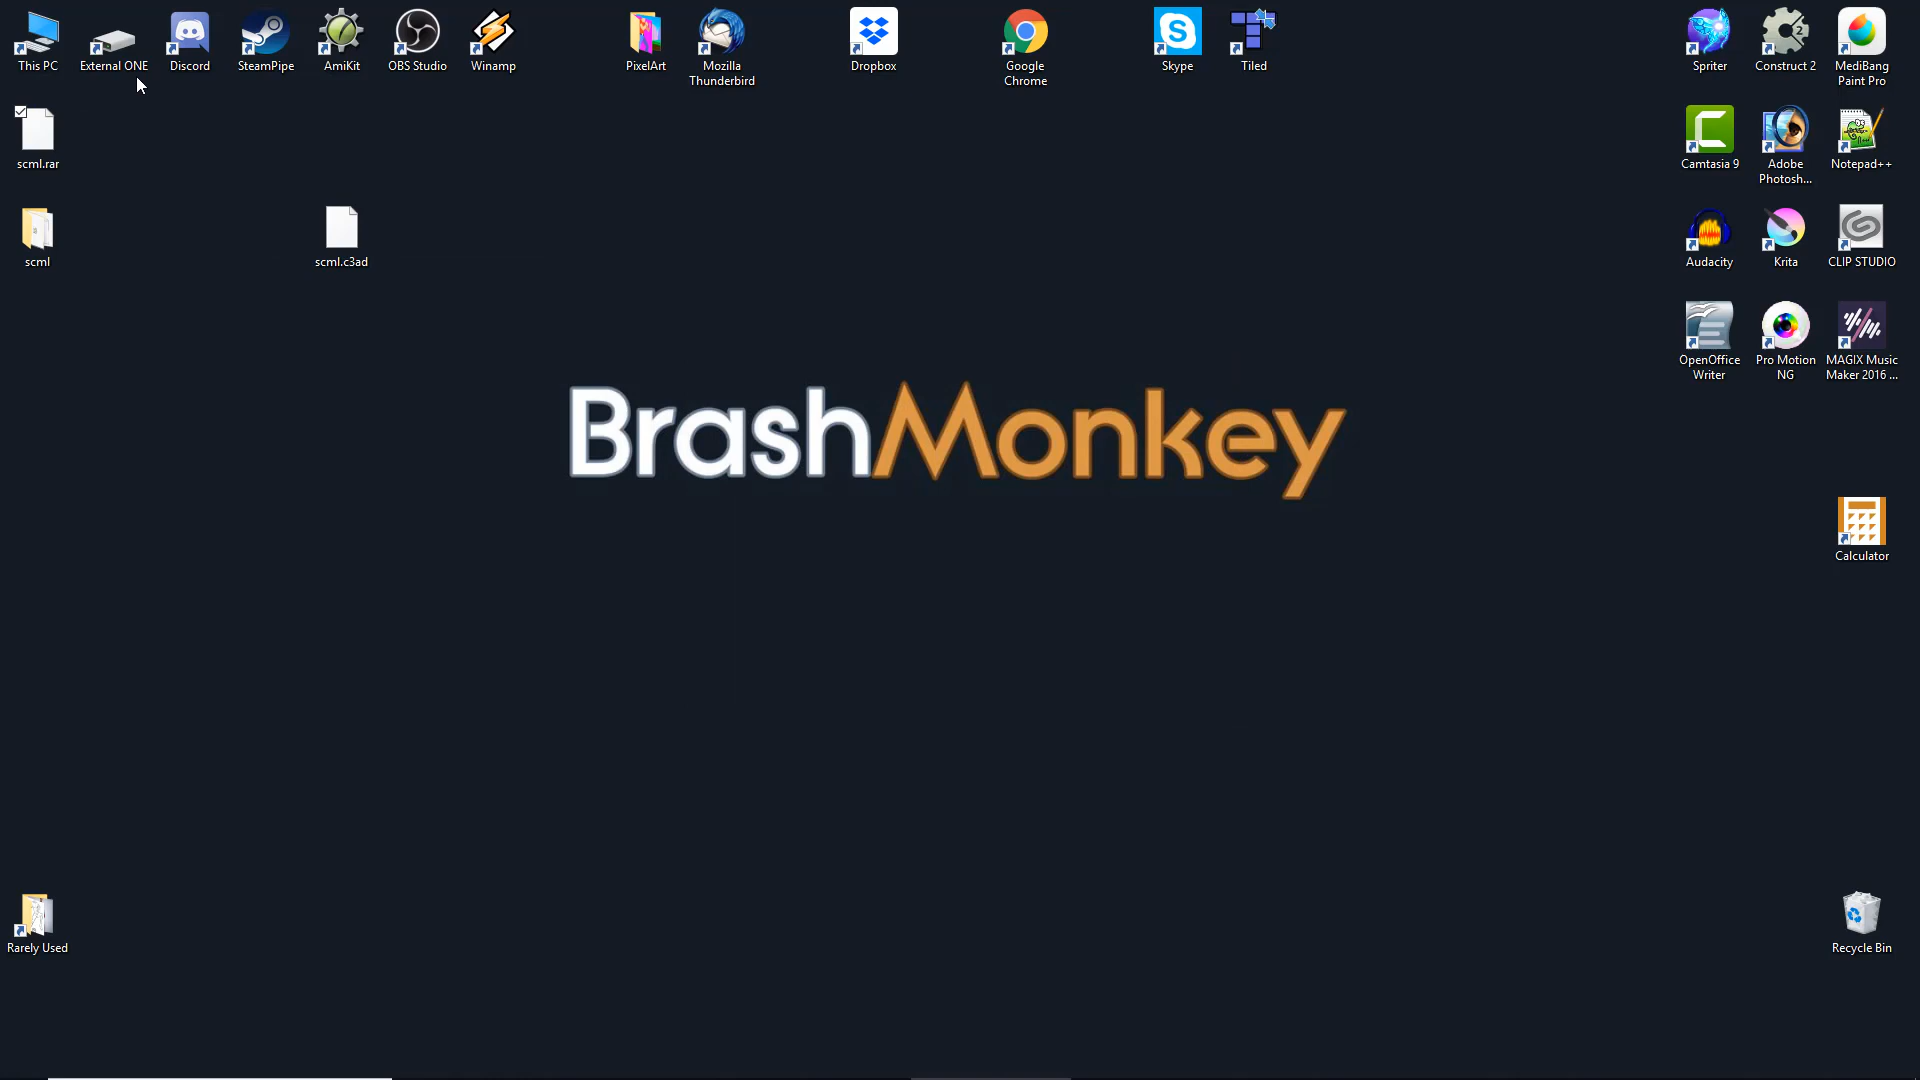 This PC
External ONE
Discord
SteamPipe
AmiKit
OBS Studio
Winamp
PixelArt
Mozilla
Thunderbird
Dropbox
Google
Chrome
Skype
Tiled
Spriter
Construct 2
MediBang
Paint Pro
scml.rar
Camtasia 9
Adobe
Photosh...
Notepad++
scml
scml.c3ad
Audacity
Krita
CLIP STUDIO
OpenOffice
Writer
Pro Motion
NG
MAGIX Music
Maker 2016 ...
BrashMonkey
Calculator
Rarely Used
Recycle Bin